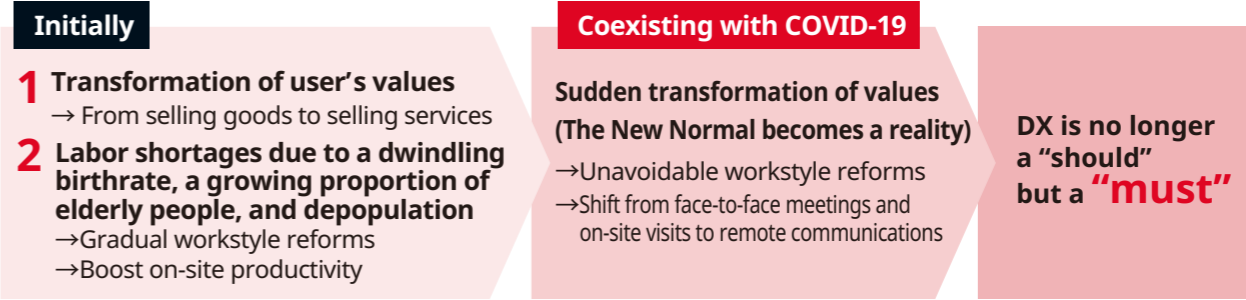 Initially
1 Transformation of user's values
→ From selling goods to selling services
2 Labor shortages due to a dwindling
birthrate, a growing proportion of
elderly people, and depopulation
→Gradual workstyle reforms
→Boost on-site productivity
Coexisting with COVID-19
Sudden transformation of values
(The New Normal becomes a reality)
→Unavoidable workstyle reforms
→Shift from face-to-face meetings and
on-site visits to remote communications
DX is no longer
a “should”
but a “must”